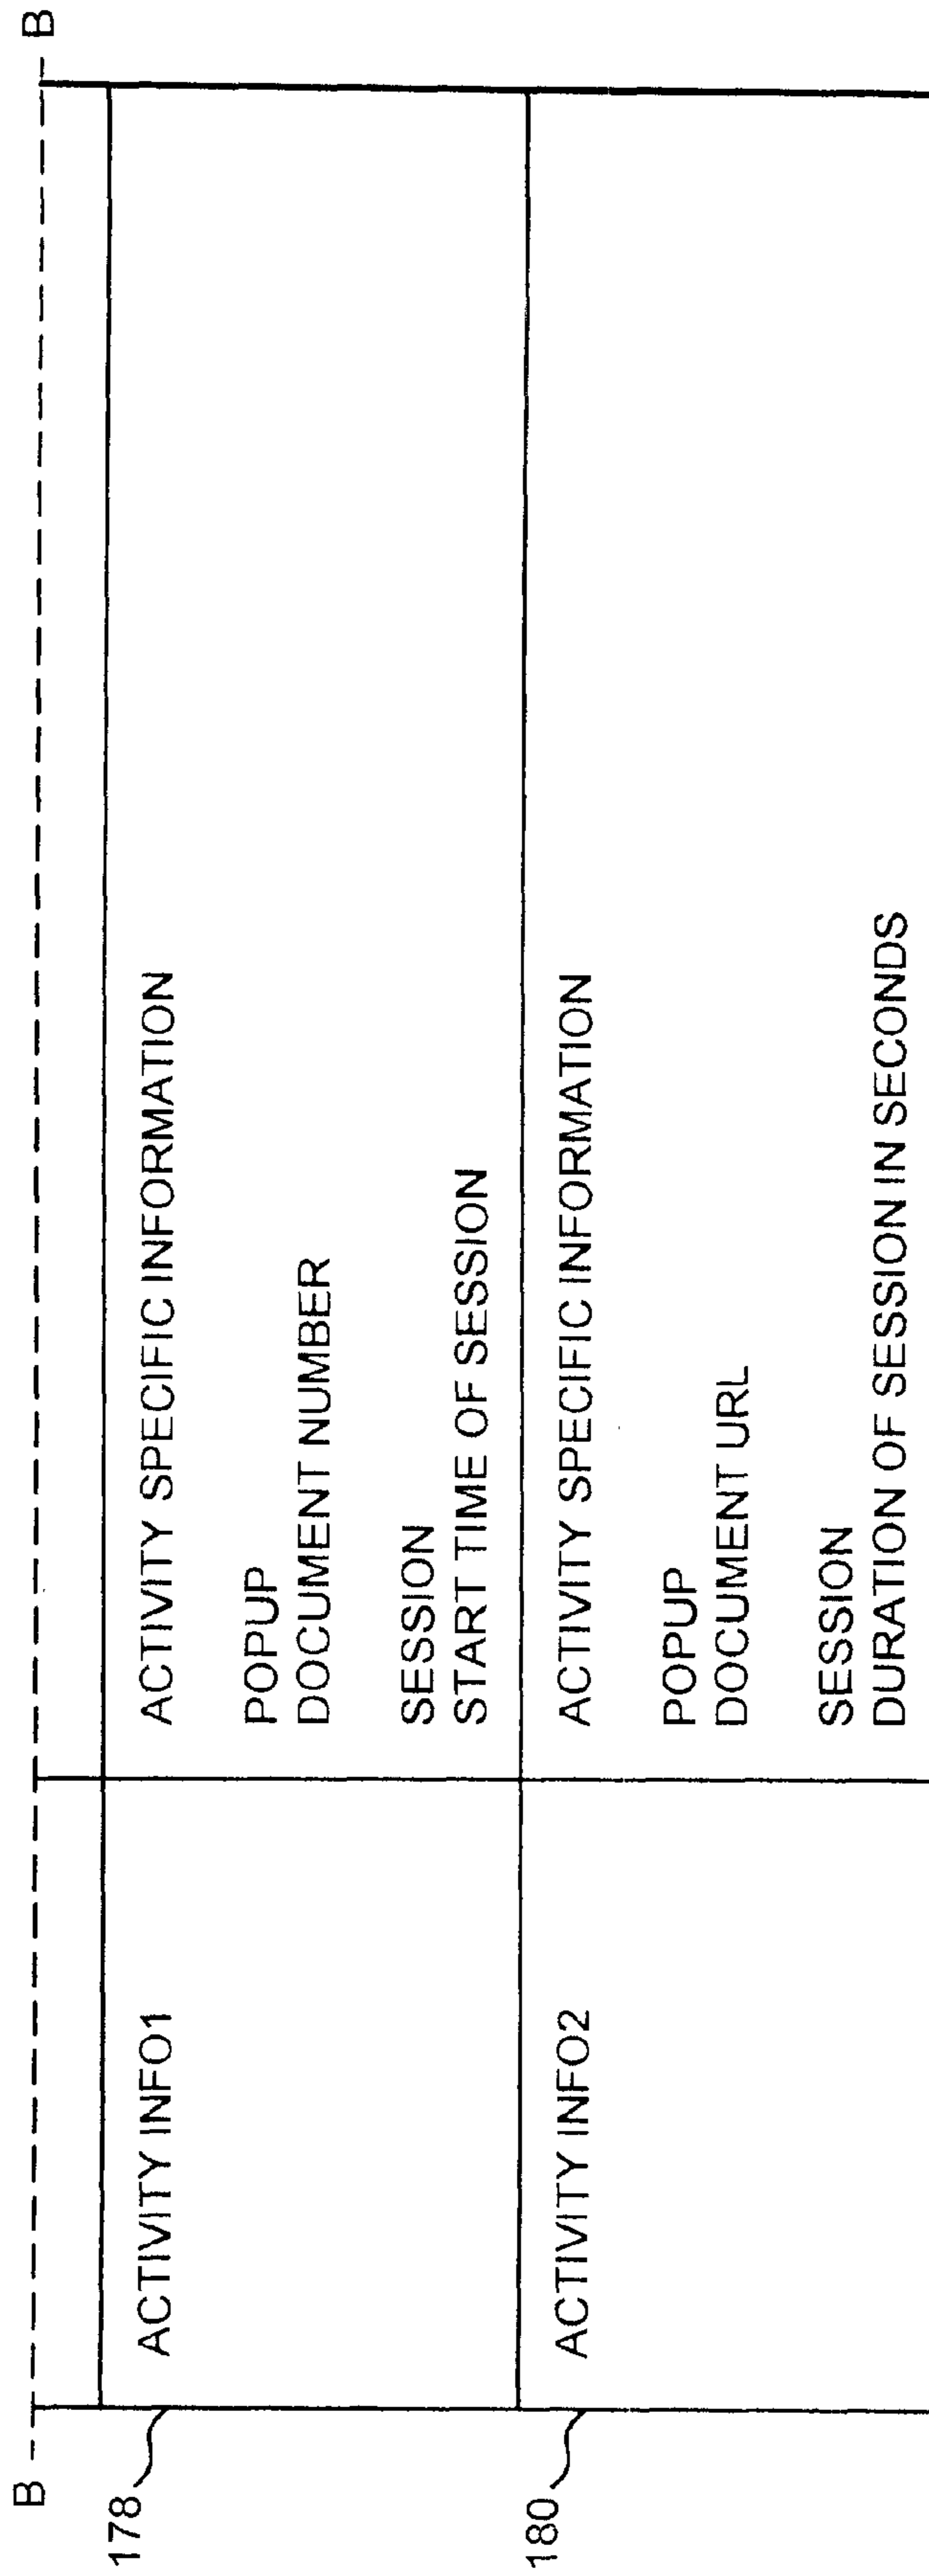 B B
178
ACTIVITY INFO1
ACTIVITY SPECIFIC INFORMATION
POPUP
DOCUMENT NUMBER
SESSION
START TIME OF SESSION
180
ACTIVITY INFO2
ACTIVITY SPECIFIC INFORMATION
POPUP
DOCUMENT URL
SESSION
DURATION OF SESSION IN SECONDS